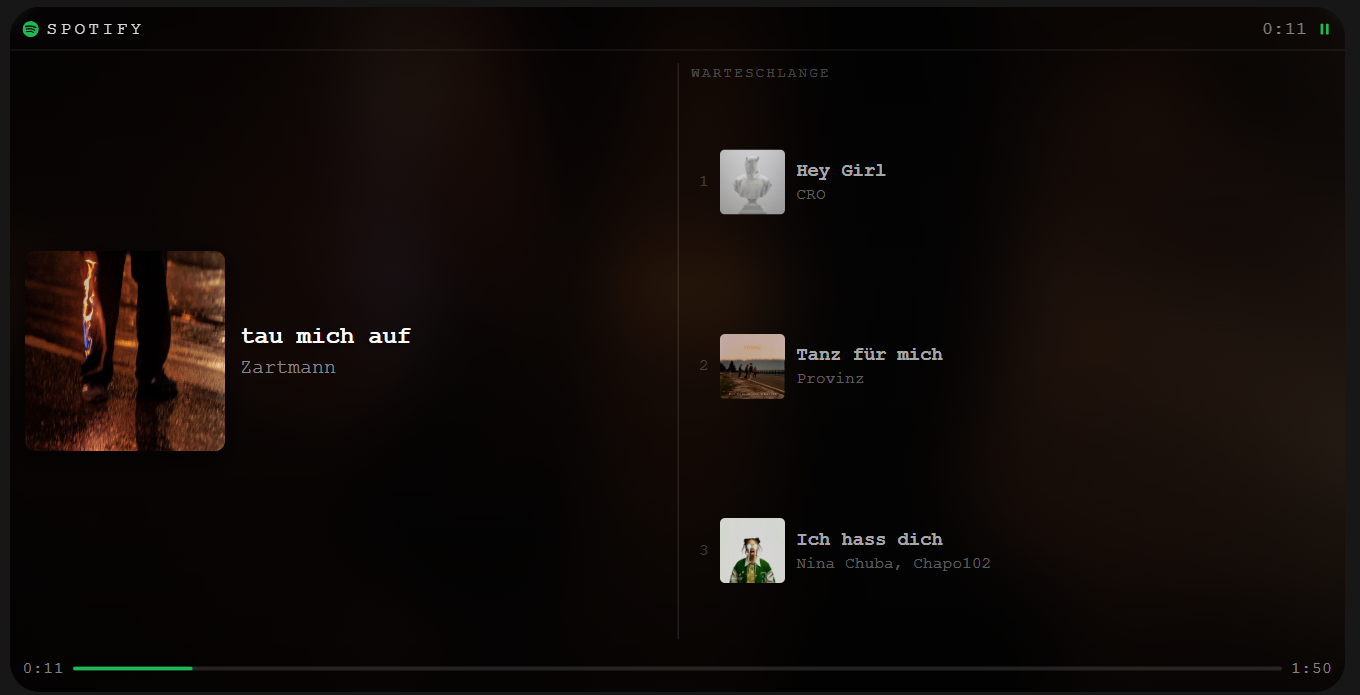 SPOTIFY
0:11
WARTESCHLANGE
1
Hey Girl
CRO
tau mich auf
Zartmann
2
Tanz für mich
Provinz
3
Ich hass dich
Nina Chuba, Chapo102
0:11
1:50